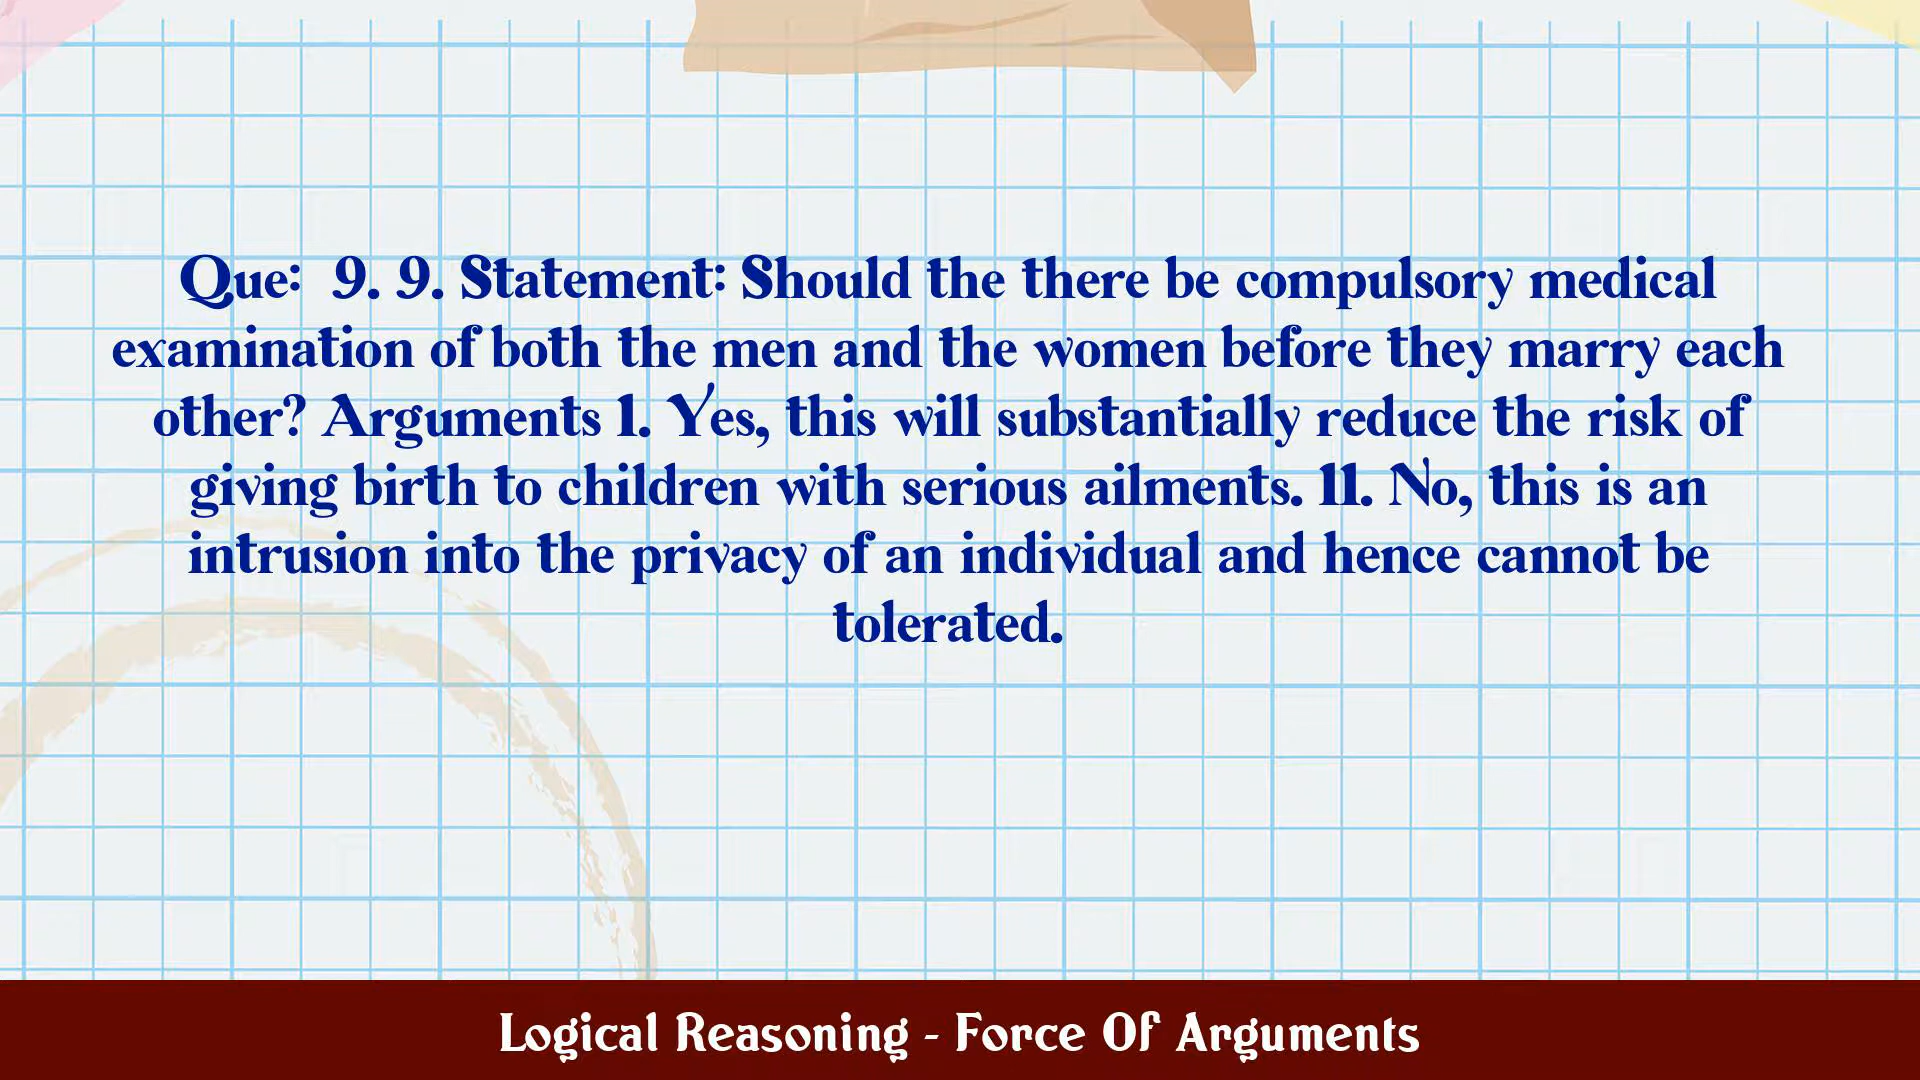 Que:  9. 9. Statement: Should the there be compulsory medical
examination of both the men and the women before they marry each
other? Arguments 1. Yes, this will substantially reduce the risk of
giving birth to children with serious ailments. 11. No, this is an
intrusion into the privacy of an individual and hence cannot be
tolerated.
Logical Reasoning - Force Of Arguments